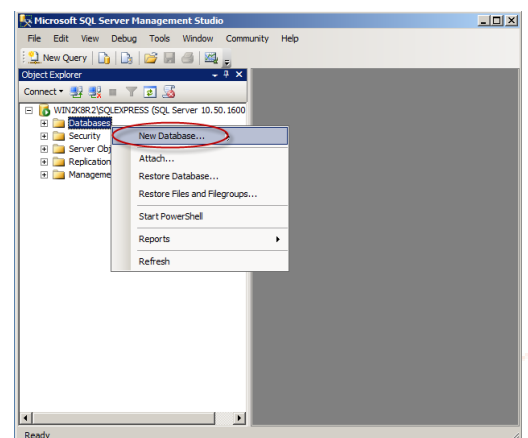 Microsoft SQL Server Management Studio
File Edit View Debug Tools Window Community Help
New Query
Object Explorer
Connect
WIN2K8R2\SQLEXPRESS (SQL Server 10.50.1600
Databases
Security
Server Obj
Replication
Manageme
New Database...
Attach...
Restore Database...
Restore Files and Filegroups...
Start PowerShell
Reports
Refresh
Ready